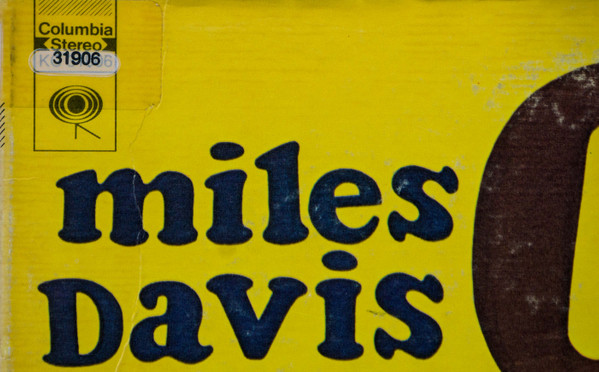 Columbia
Stereo
31906
miles
Davis